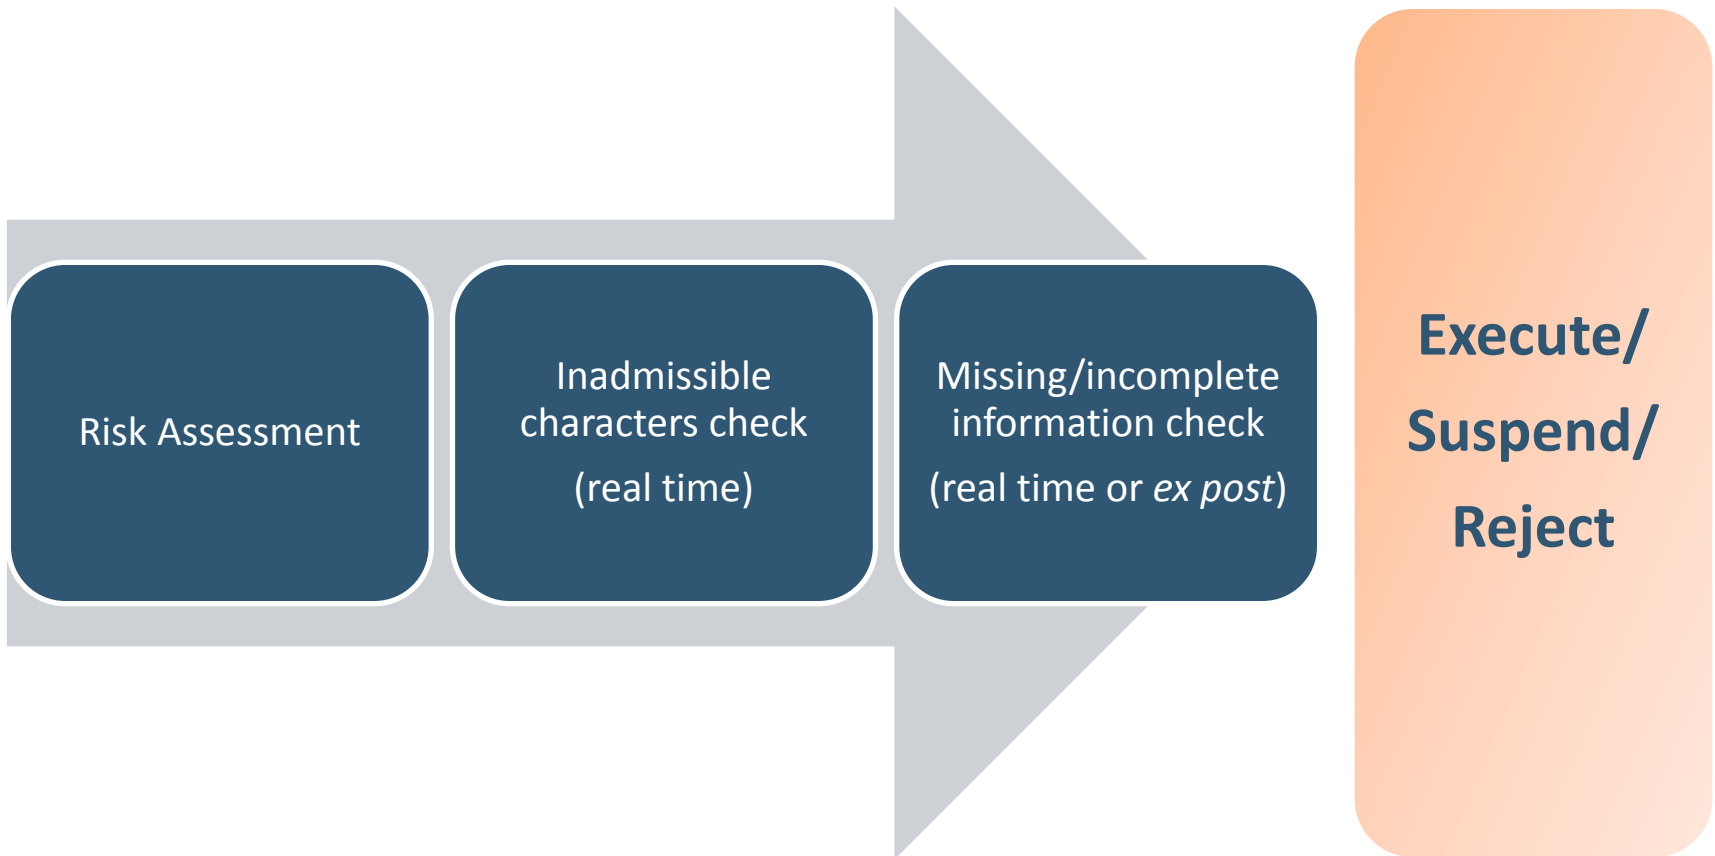 Risk Assessment
Inadmissible
characters check
(real time)
Missing/incomplete
information check
(real time or ex post)
Execute/
Suspend/
Reject